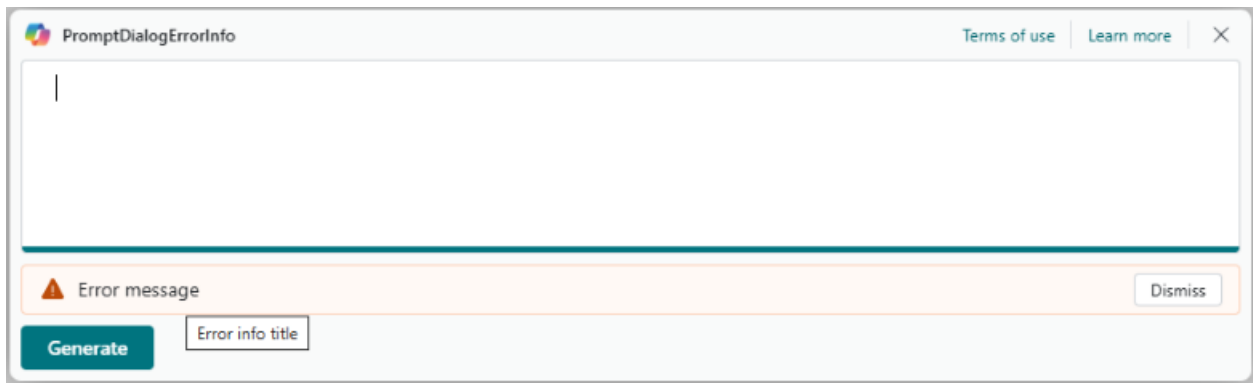 PromptDialogErrorInfo Terms of use Learn more
Error message Dismiss
Error info title
Generate